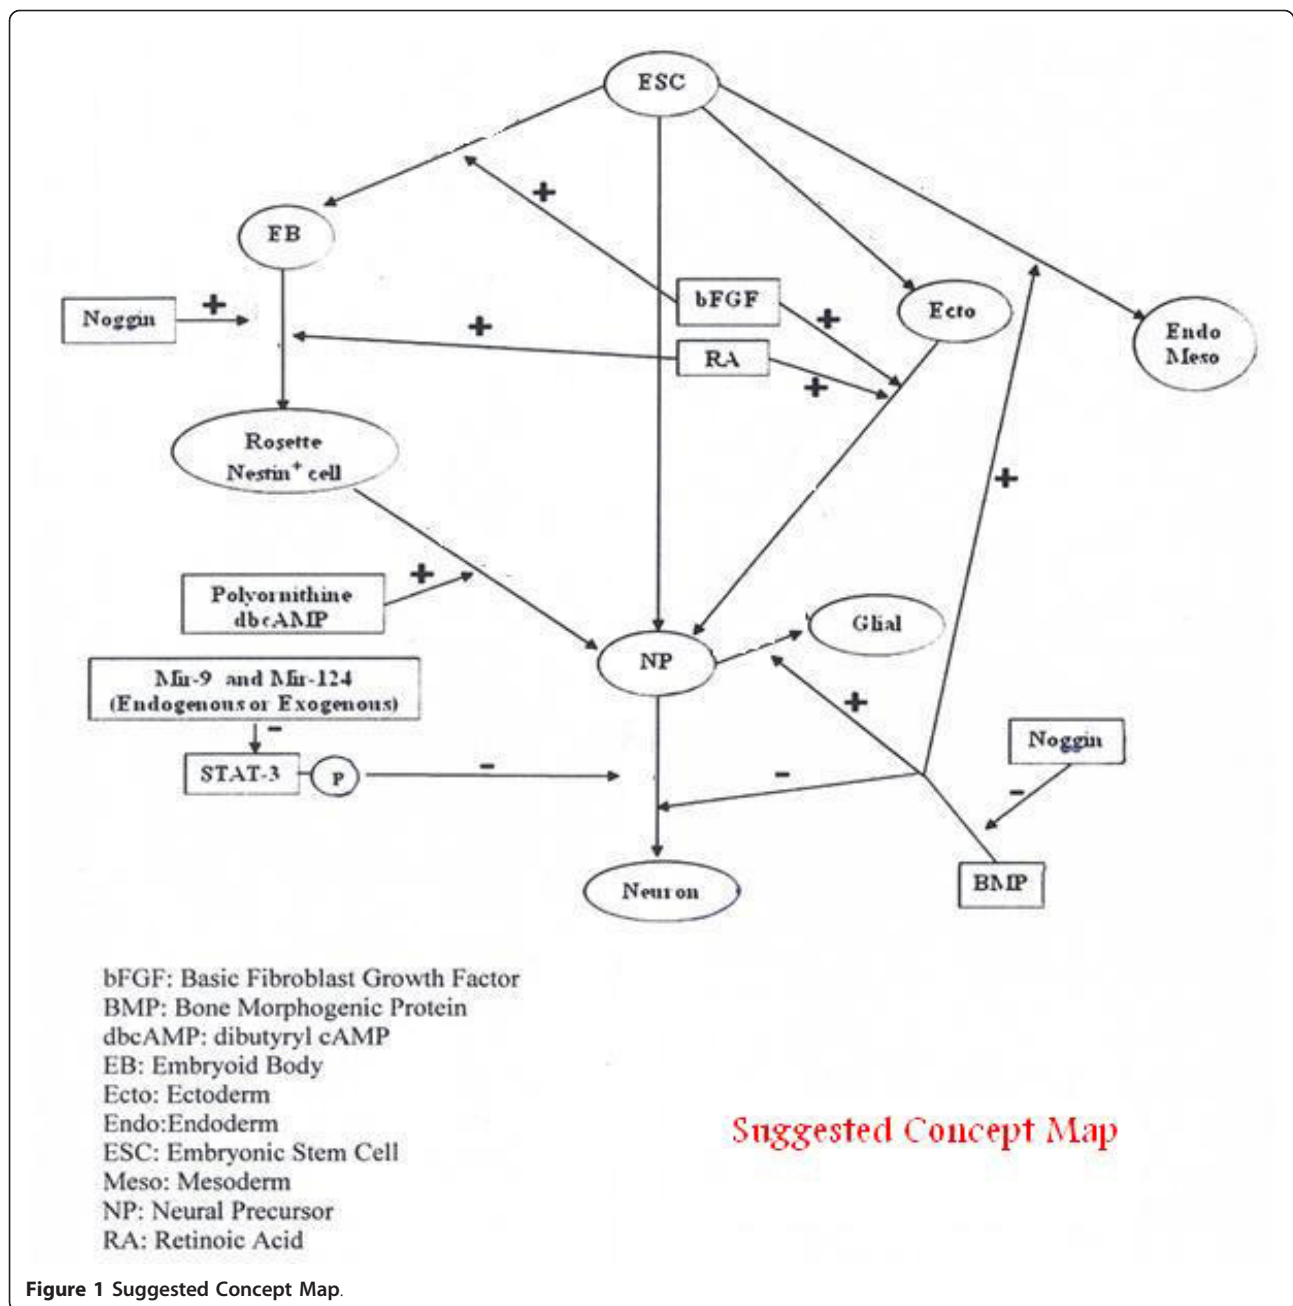 ESC
+
EB
bFGF
+
Ecto
Noggin
+
+
RA
+
Endo
Meso
Rosette
Nestin+ cell
+
Polyornithine
dbcAMP
+
Glial
NP
Mir-9 and Mir-124
(Endogenous or Exogenous)
-
+
Noggin
STAT-3
P
-
-
-
BMP
Neuron
bFGF: Basic Fibroblast Growth Factor
BMP: Bone Morphogenic Protein
dbcAMP: dibutyryl cAMP
EB: Embryoid Body
Ecto: Ectoderm
Endo:Endoderm
ESC: Embryonic Stem Cell
Meso: Mesoderm
NP: Neural Precursor
RA: Retinoic Acid
Suggested Concept Map
Figure 1 Suggested Concept Map.